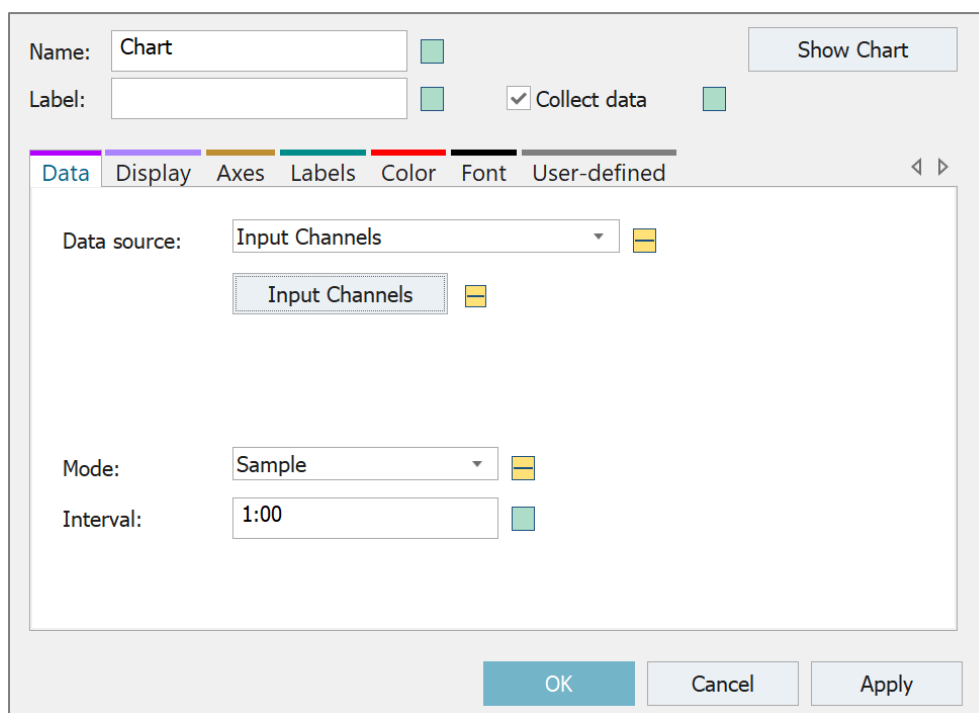 Name: Chart
Show Chart
Label:
Collect data
Data Display Axes Labels Color Font User-defined
Data source: Input Channels
Input Channels
Mode: Sample
Interval: 1:00
OK Cancel Apply